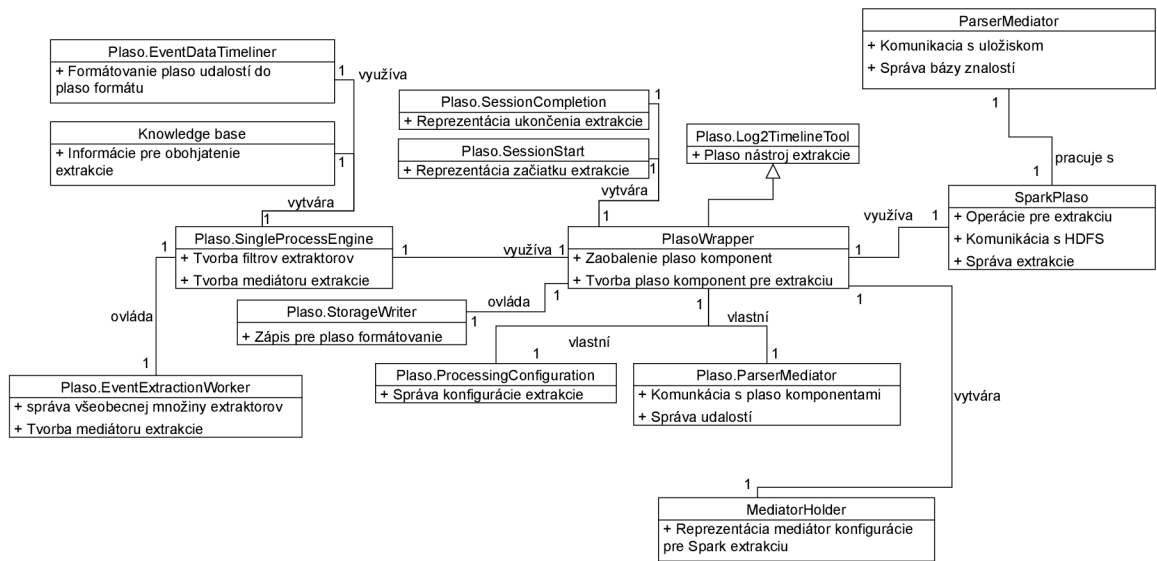 ParserMediator
+ Komunikacia s uložiskom
+ Správa bázy znalostí
1
pracuje s
1
Plaso.EventDataTimeliner
+ Formátovanie plaso udalostí do
plaso formátu
1
využíva
Knowledge base
+ Informácie pre obohjatenie
extrakcie
1
vytvára
1
Plaso.SessionCompletion
+ Reprezentácia ukončenia extrakcie
1
Plaso.SessionStart
+ Reprezentácia začiatku extrakcie
1
vytvára
1
Plaso.Log2TimelineTool
+ Plaso nástroj extrakcie
SparkPlaso
+ Operácie pre extrakciu
+ Komunikácia s HDFS
+ Správa extrakcie
využíva
1
1
Plaso.SingleProcessEngine
+ Tvorba filtrov extraktorov
+ Tvorba mediátoru extrakcie
1
1
využíva
1
PlasoWrapper
+ Zaobalenie plaso component
+ Tvorba plaso komponent pre extrakciu
ovláda
1
1
Plaso.StorageWriter
+ Zápis pre plaso formátovanie
ovláda
1
1
vlastní
vlastní
1
1
Plaso.ProcessingConfiguration
+ Správa konfigurácie extrakcie
Plaso.ParserMediator
+ Komunkácia s plaso komponentami
+ Správa udalostí
1
Plaso.EventExtractionWorker
+ správa všeobecnej množiny extraktorov
+ Tvorba mediátoru extrakcie
vytvára
1
MediatorHolder
+ Reprezentácia mediátor konfigurácie
pre Spark extrakciu